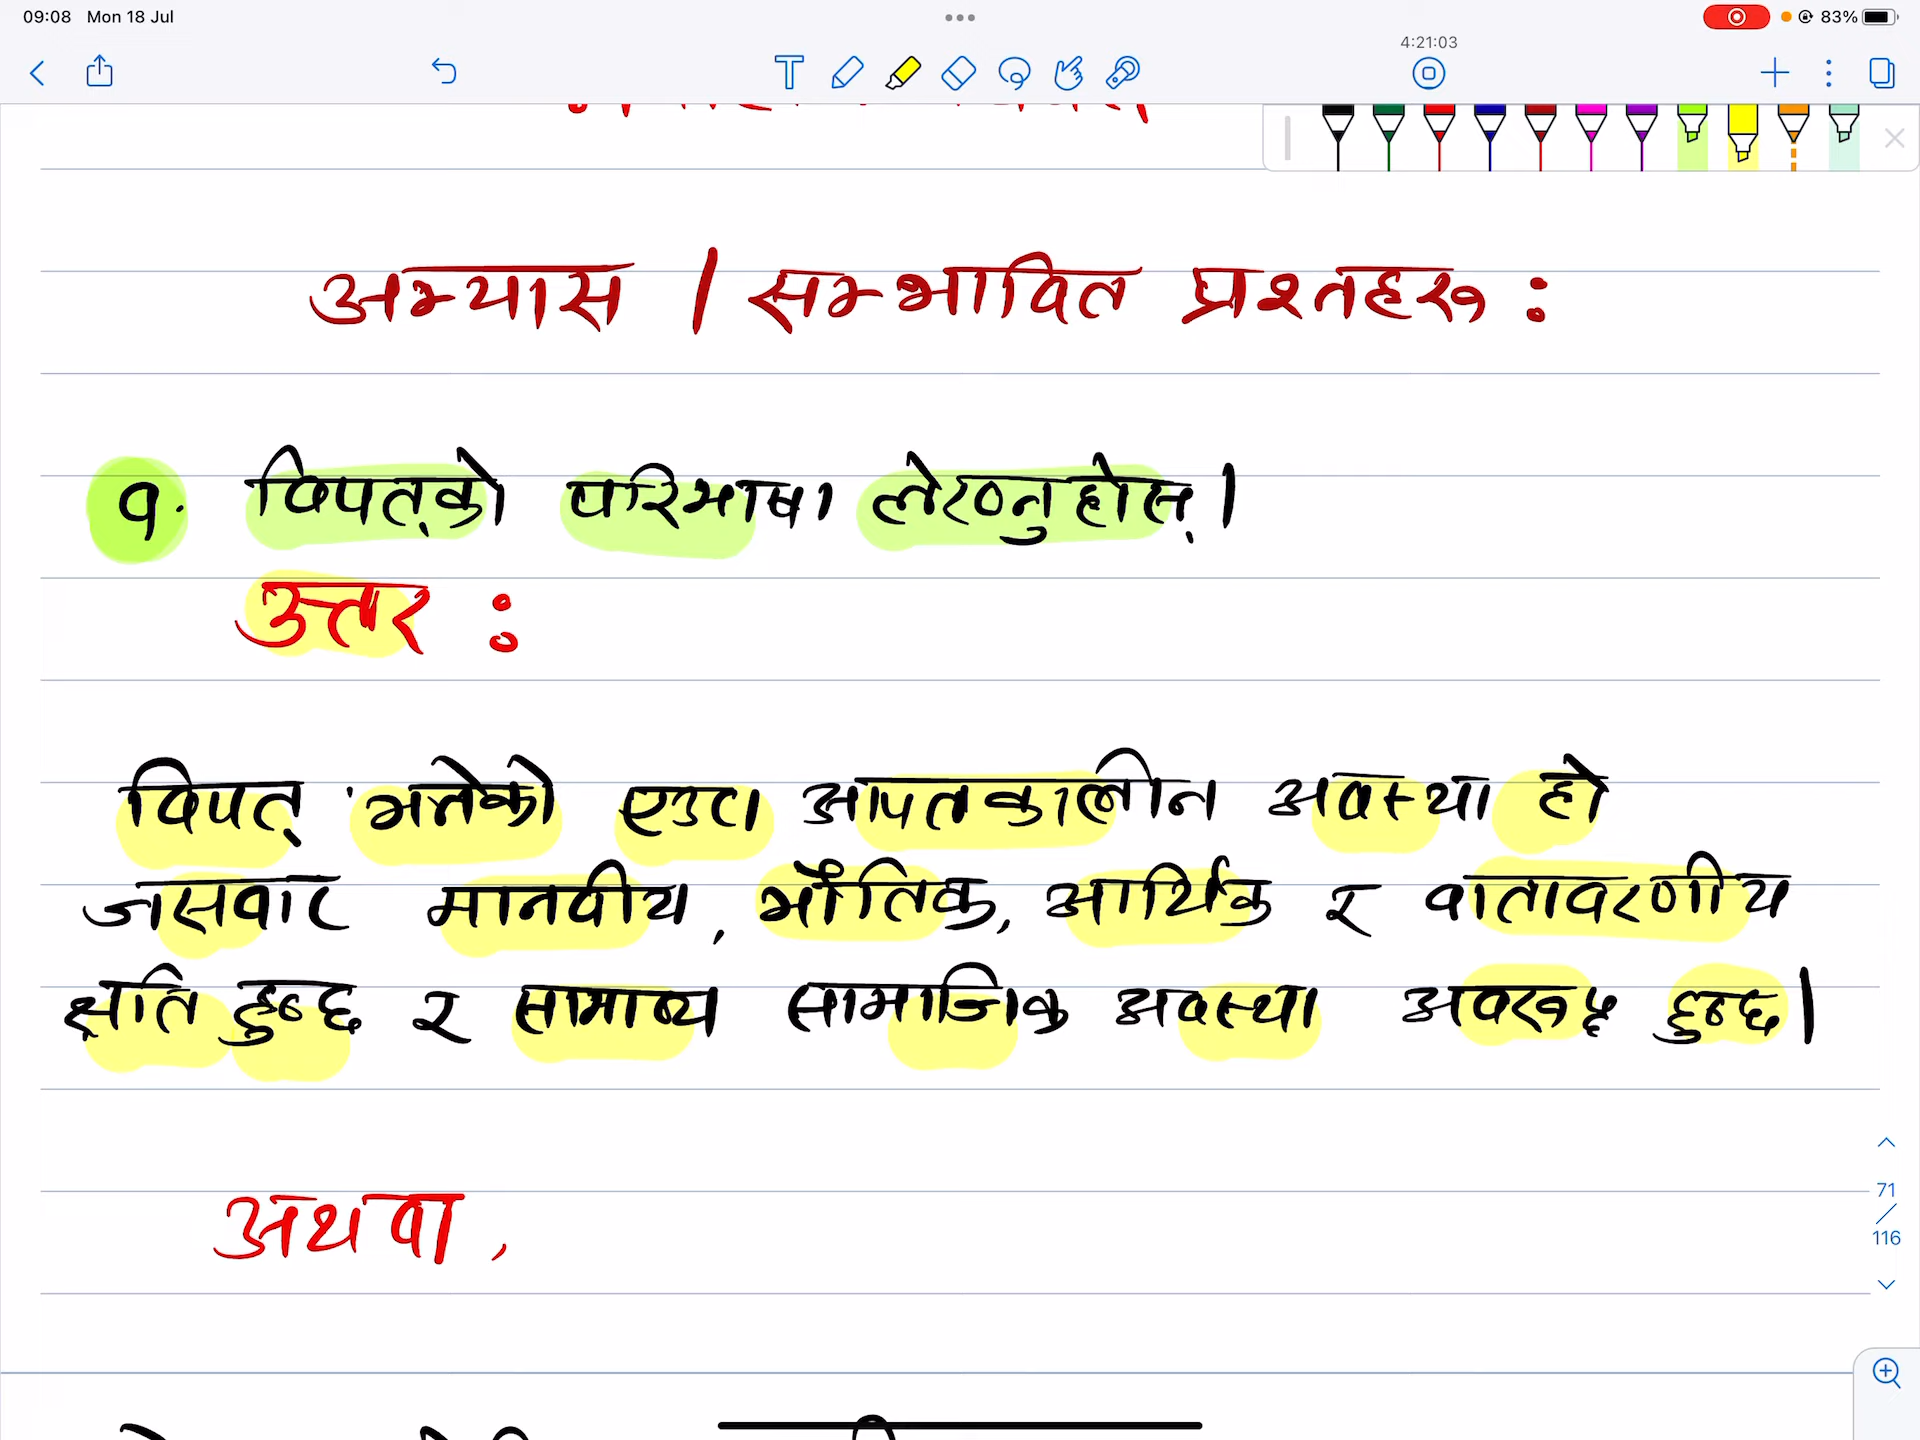 09:08 Mon 18 Jul
83%
4:21:03
अभ्यास / सम्भावित प्रश्नहरू :
१. विपत्‌को परिभाषा लेख्नुहोस् ।
उत्तर :
विपत् भन्नेको एउटा आपतकालीन अवस्था हो
जसबाट मानवीय, भौतिक, आर्थिक र वातावरणीय
क्षति हुन्छ र सामान्य सामाजिक अवस्था अवरूद्ध हुन्छ ।
71
/
116
अथवा ,